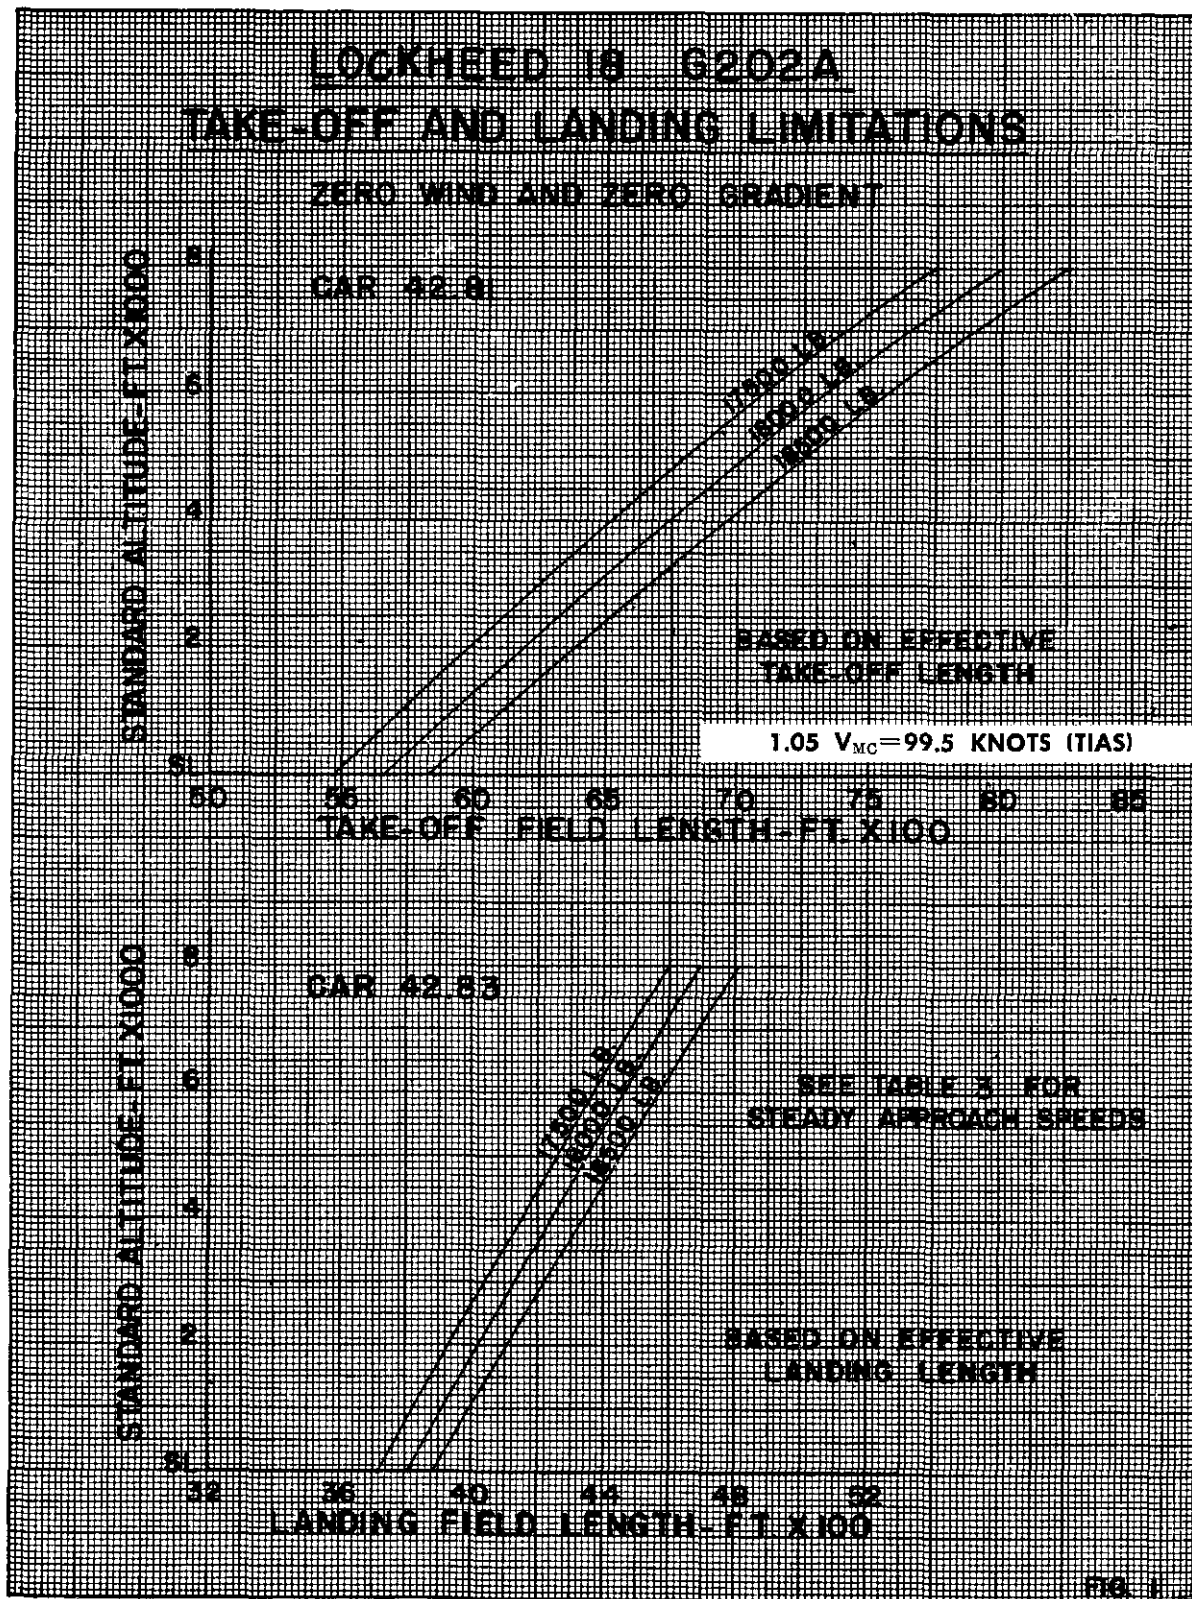 LOCKHEED 18 G202A
TAKE-OFF AND LANDING LIMITATIONS
ZERO WIND AND ZERO GRADIENT
CAR 42.81
STANDARD ALTITUDE-FT.X1000
8
6
4
2
SL
17500 LB.
18000 LB.
18500 LB.
BASED ON EFFECTIVE
TAKE-OFF LENGTH
1.05 VMC=99.5 KNOTS (TIAS)
50 55 60 65 70 75 80 85
TAKE-OFF FIELD LENGTH-FT. X100
CAR 42.83
STANDARD ALTITUDE-FT.X1000
8
6
4
2
SL
17500 LB.
18000 LB.
18500 LB.
SEE TABLE 3 FOR
STEADY APPROACH SPEEDS
BASED ON EFFECTIVE
LANDING LENGTH
32 36 40 44 48 52
LANDING FIELD LENGTH-FT. X100
FIG. 1